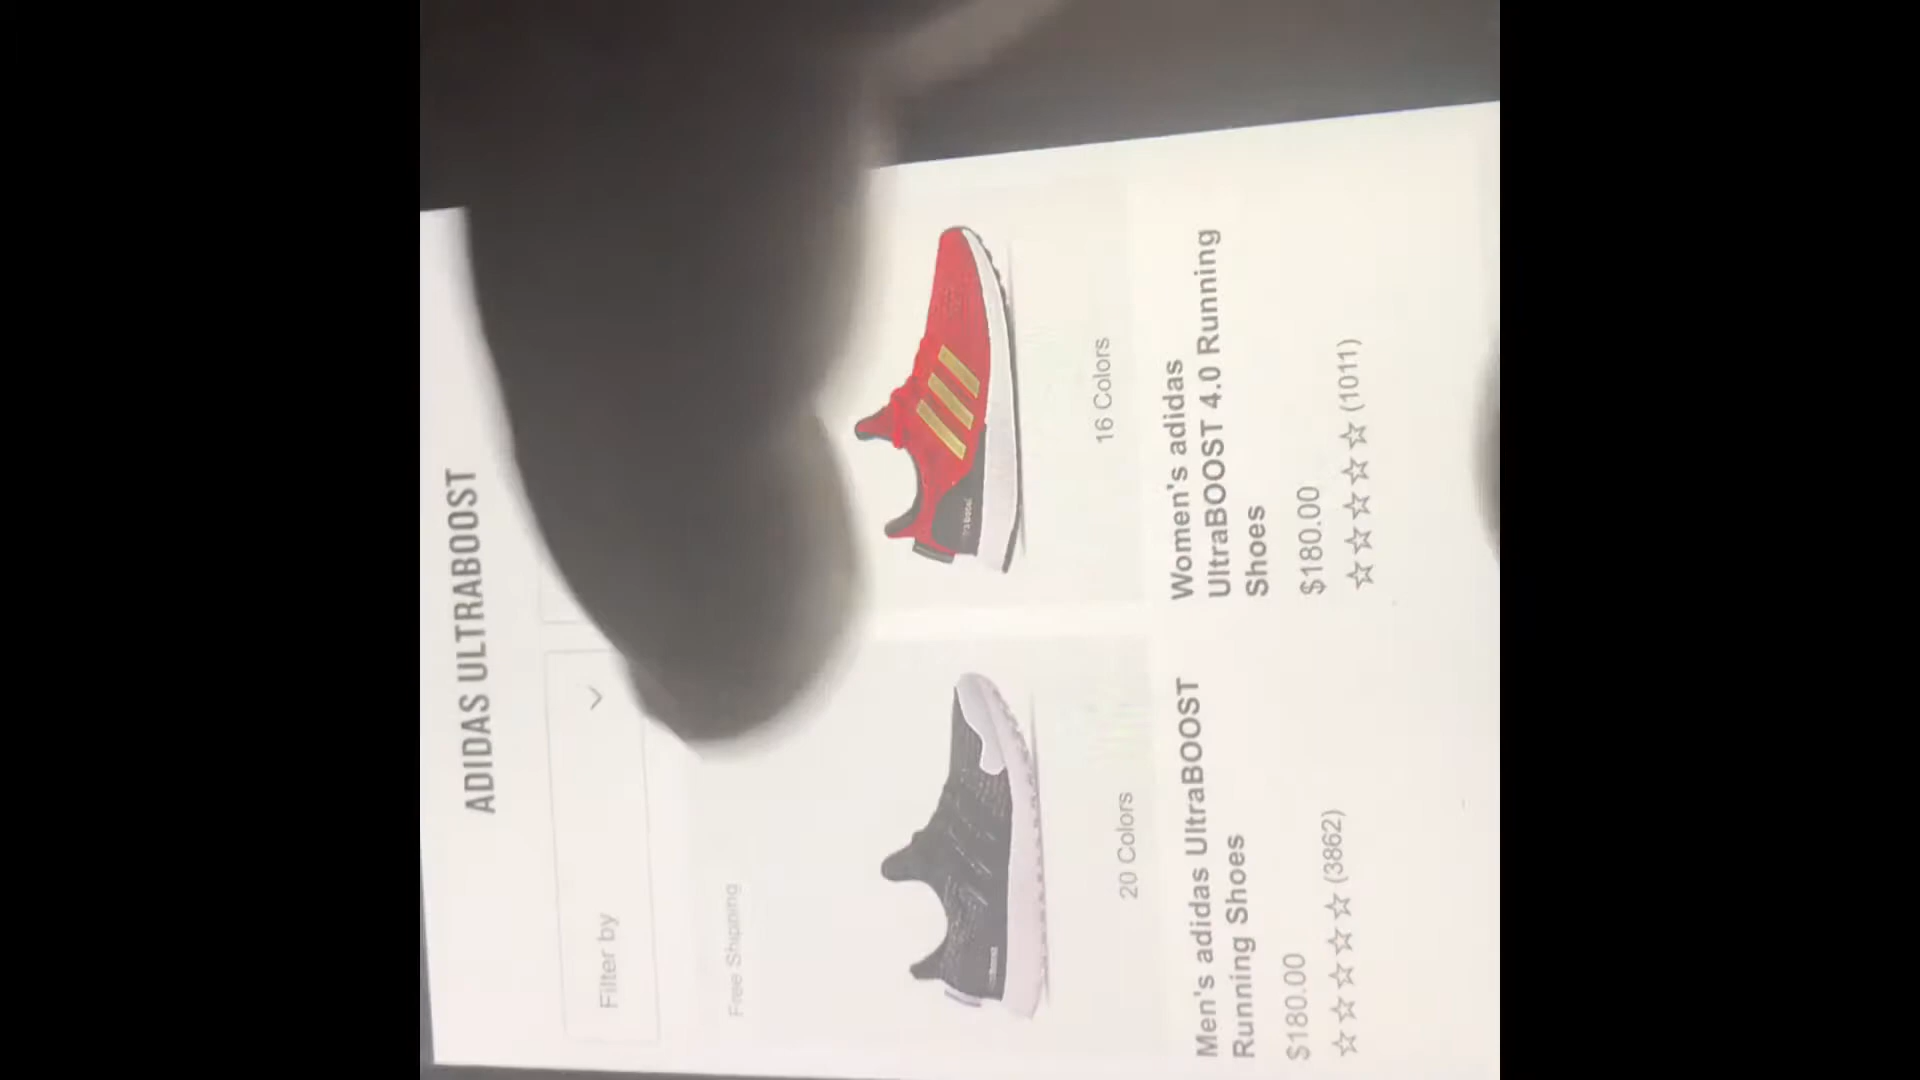 ADIDAS ULTRABOOST
Filter by
Free Shipping
20 Colors
Men's adidas UltraBOOST
Running Shoes
$180.00
(3862)
16 Colors
Women's adidas
UltraBOOST 4.0 Running
Shoes
$180.00
(1011)